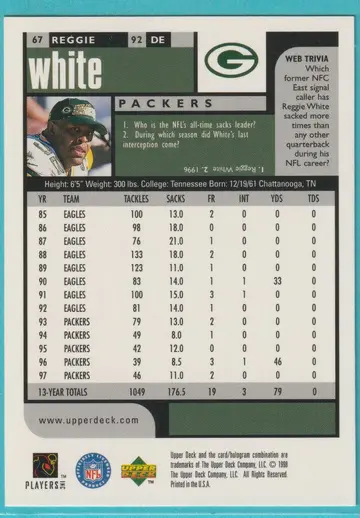 67 REGGIE 92 DE
white
PACKERS
1. Who is the NFL's all-time sacks leader?
2. During which season did White's last
interception come?
1. Reggie White 2. 1996
WEB TRIVIA
Which
former NFC
East signal
caller has
Reggie White
sacked more
times than
any other
quarterback
during his
NFL career?
Height: 6'5" Weight: 300 lbs. College: Tennessee Born: 12/19/61 Chattanooga, TN
YR TEAM TACKLES SACKS FR INT YDS TDS
85 EAGLES 100 13.0 2 0 0 0
86 EAGLES 98 18.0 0 0 0 0
87 EAGLES 76 21.0 1 0 0 0
88 EAGLES 133 18.0 2 0 0 0
89 EAGLES 123 11.0 1 0 0 0
90 EAGLES 83 14.0 1 1 33 0
91 EAGLES 100 15.0 3 1 0 0
92 EAGLES 81 14.0 1 0 0 0
93 PACKERS 79 13.0 2 0 0 0
94 PACKERS 49 8.0 1 0 0 0
95 PACKERS 42 12.0 0 0 0 0
96 PACKERS 39 8.5 3 1 46 0
97 PACKERS 46 11.0 2 0 0 0
13-YEAR TOTALS 1049 176.5 19 3 79 0
www.upperdeck.com
PLAYERS INC
NFL
UPPER DECK
Upper Deck and the card/hologram combination are
trademarks of The Upper Deck Company, LLC. © 1998
The Upper Deck Company, LLC. All Rights Reserved.
Printed in the U.S.A.